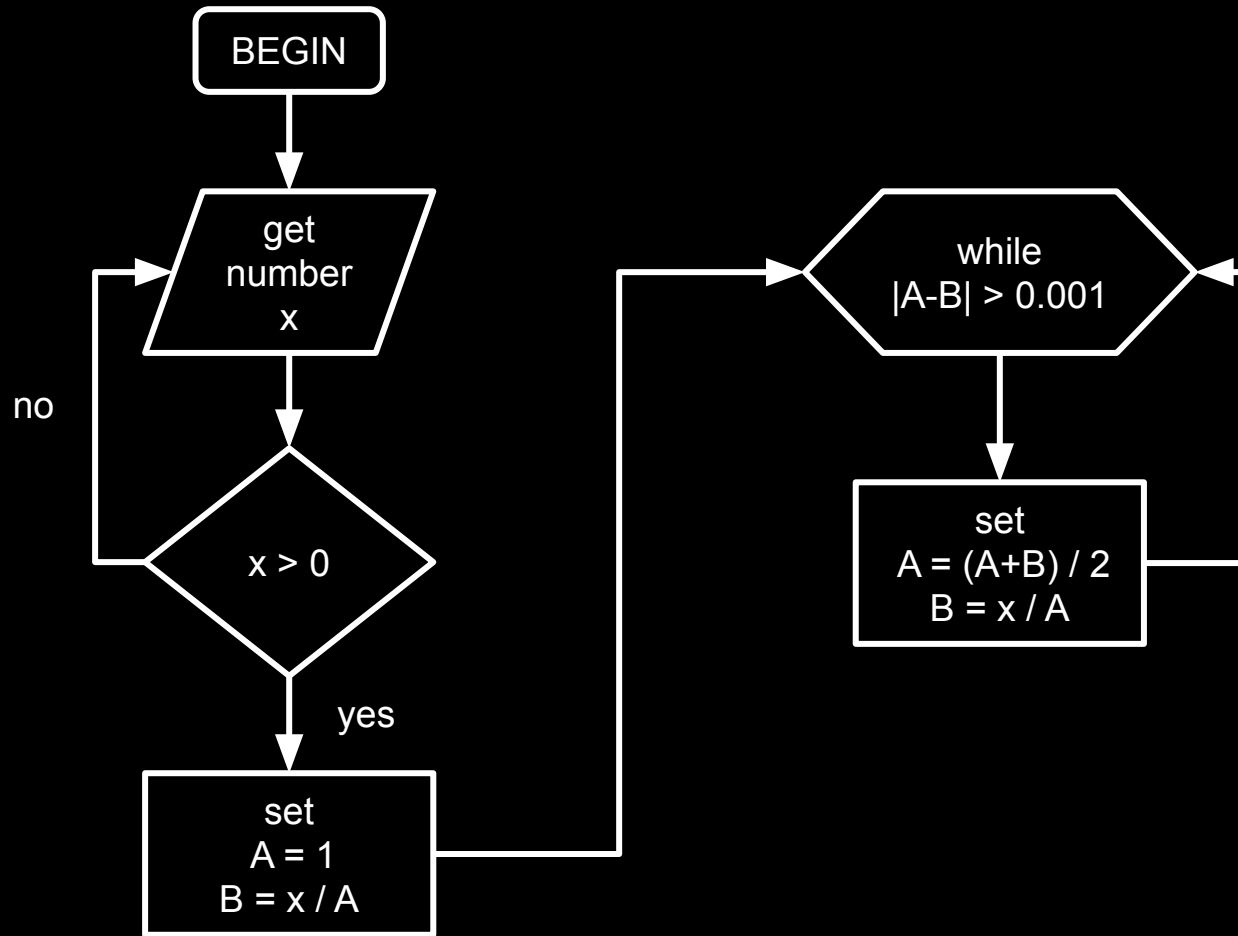 BEGIN
get
number
x
no
x > 0
yes
set
A = 1
B = x / A
while
|A-B| > 0.001
set
A = (A+B) / 2
B = x / A